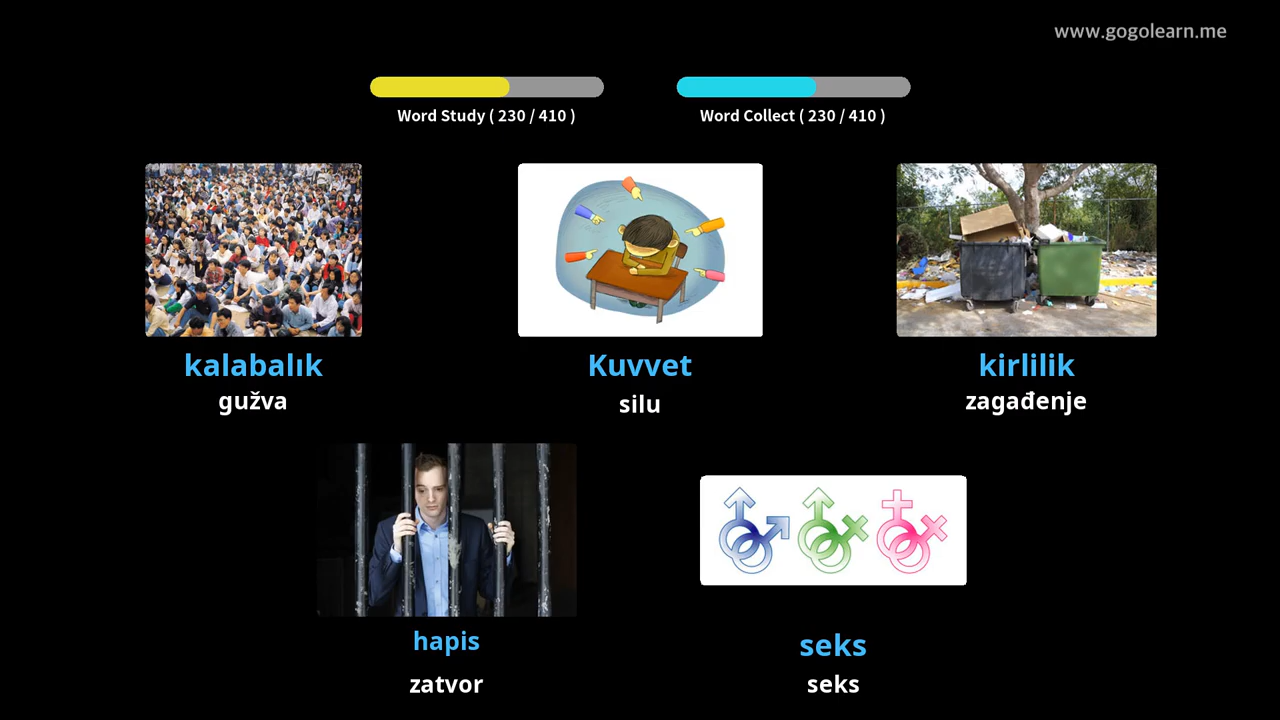 www.gogolearn.me
Word Study ( 230 / 410 )
Word Collect ( 230 / 410 )
kalabalık
gužva
Kuvvet
silu
kirlilik
zagađenje
hapis
zatvor
seks
seks